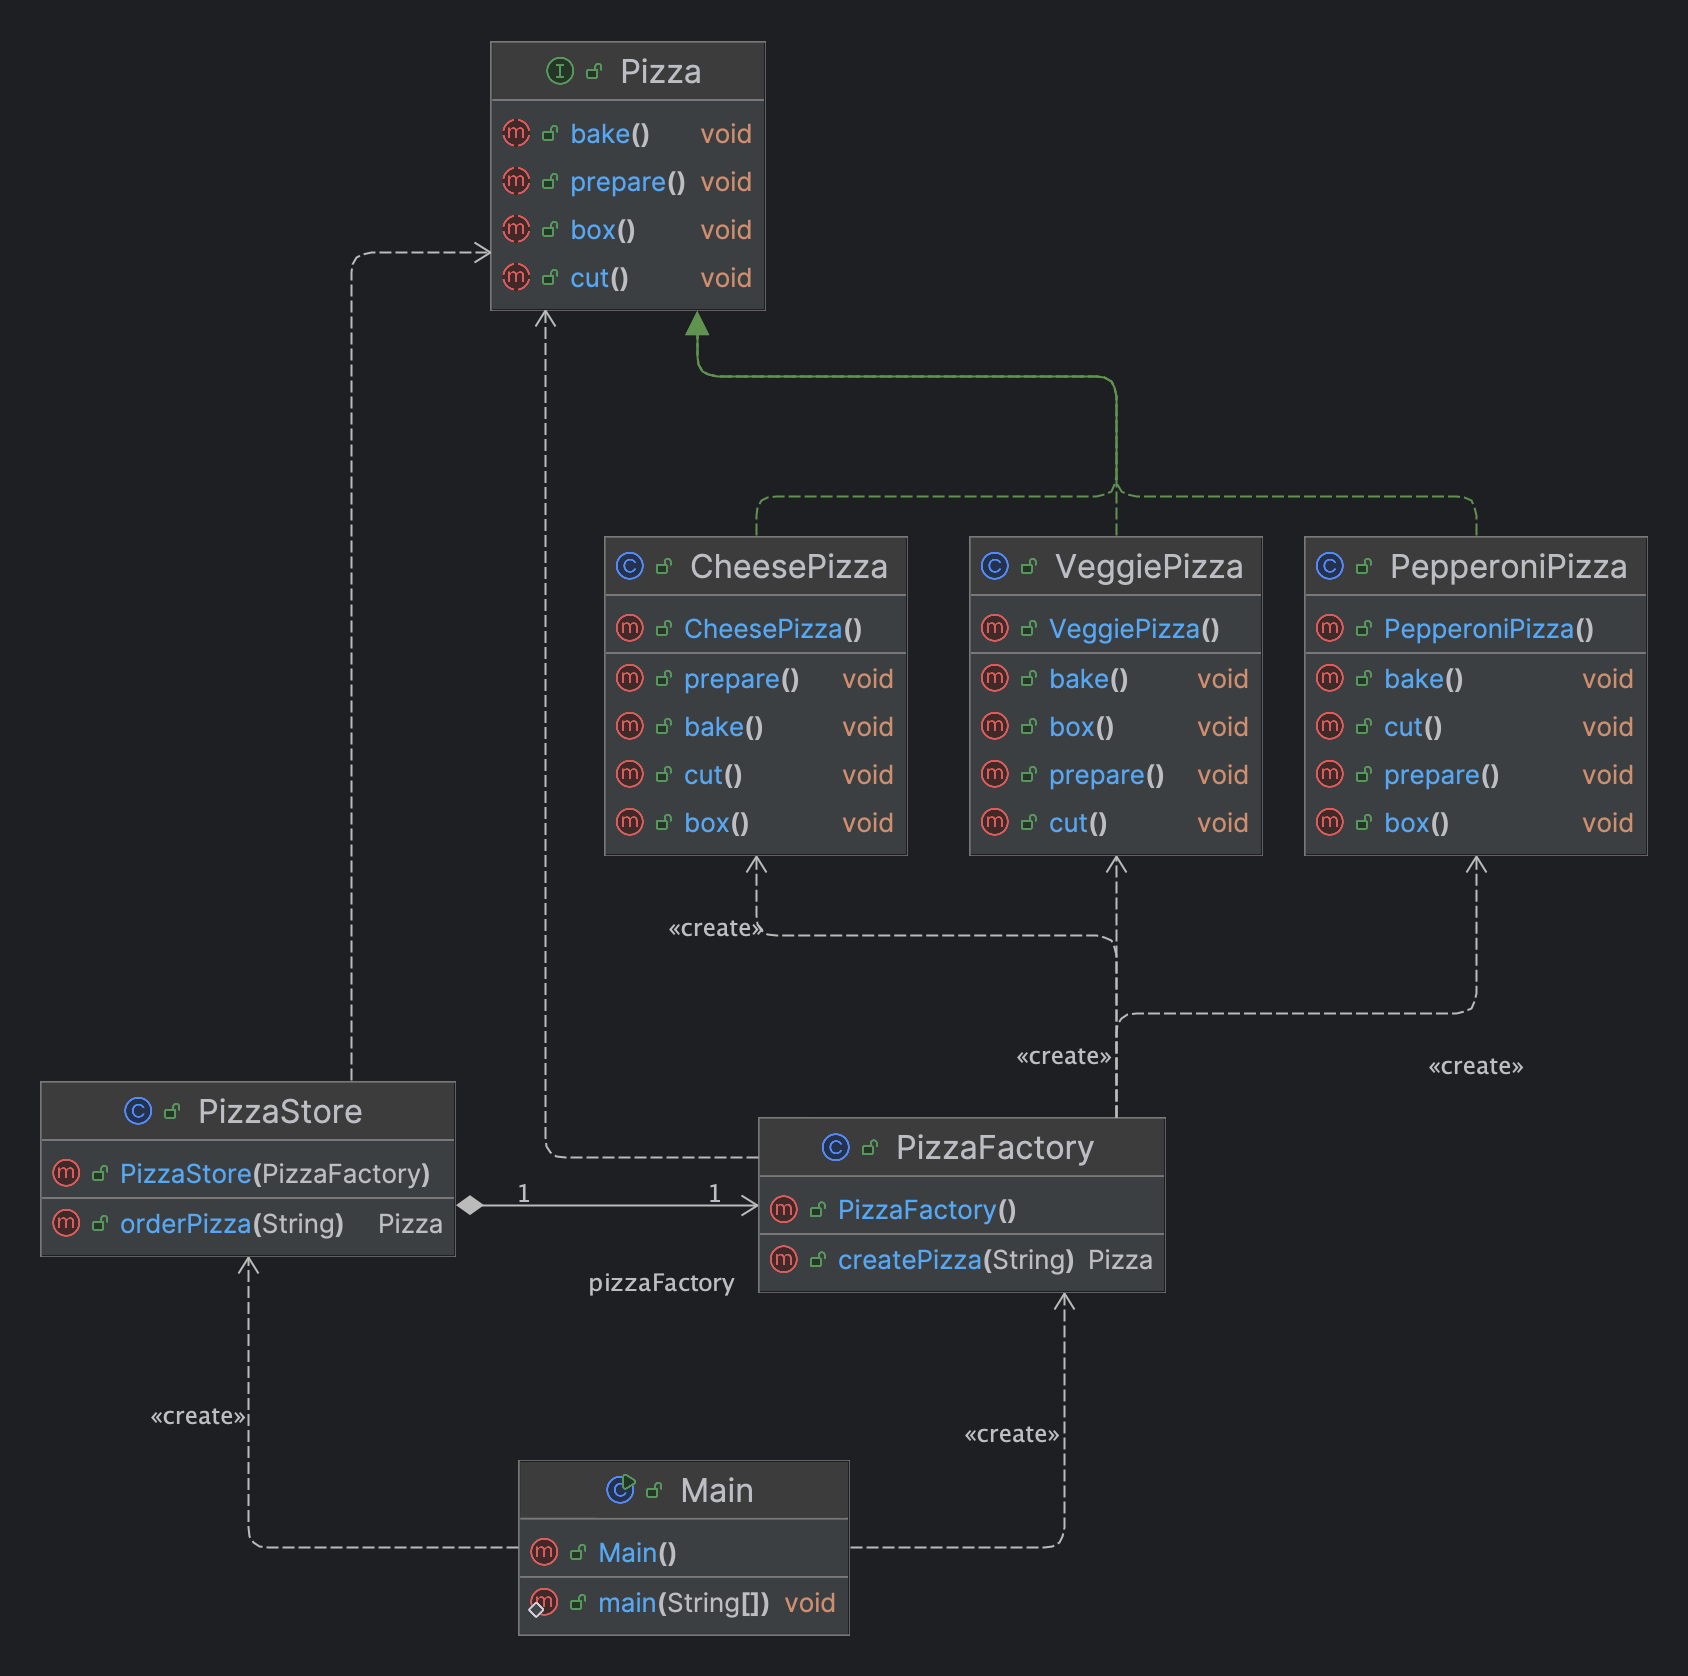 Pizza
bake() void
prepare() void
box() void
cut() void
CheesePizza
CheesePizza()
prepare() void
bake() void
cut() void
box() void
VeggiePizza
VeggiePizza()
bake() void
box() void
prepare() void
cut() void
PepperoniPizza
PepperoniPizza()
bake() void
cut() void
prepare() void
box() void
«create»
«create»
«create»
PizzaStore
PizzaStore(PizzaFactory)
orderPizza(String) Pizza
1 1
pizzaFactory
PizzaFactory
PizzaFactory()
createPizza(String) Pizza
«create»
«create»
Main
Main()
main(String[]) void